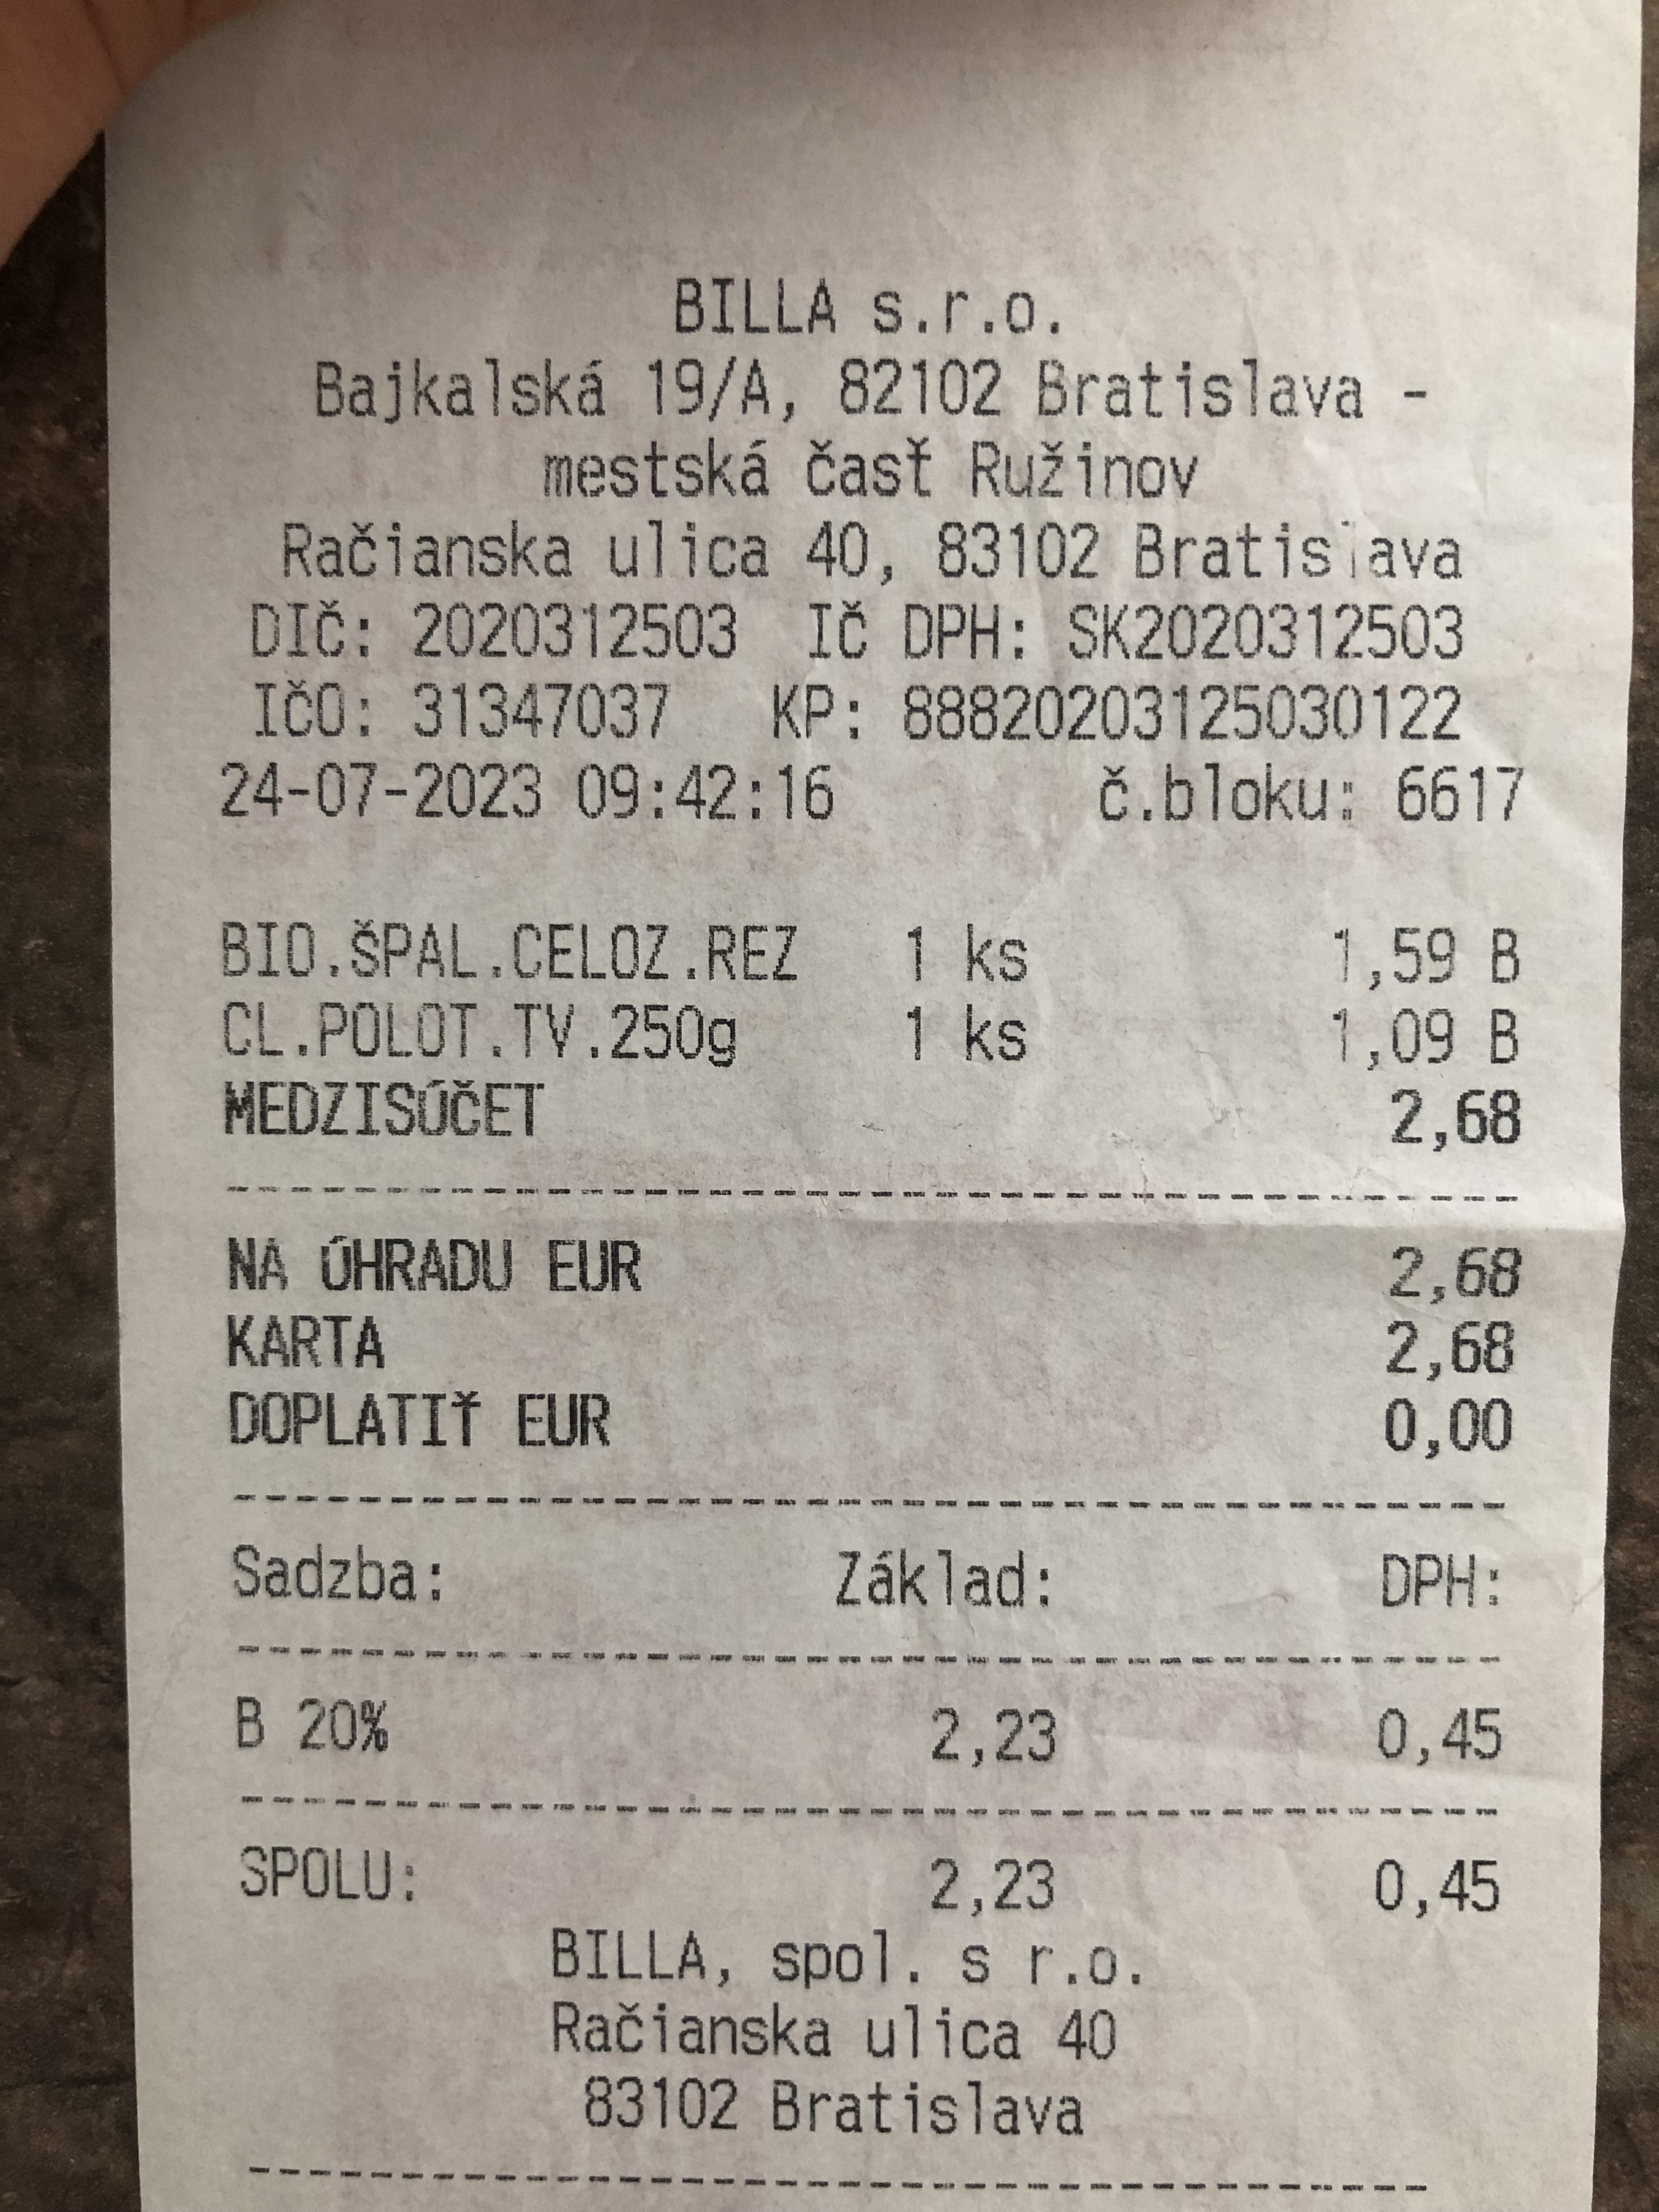 BILLA s.r.o.
Bajkalská 19/A, 82102 Bratislava -
mestská časť Ružinov
Račianska ulica 40, 83102 Bratislava
DIČ: 2020312503 IČ DPH: SK2020312503
IČO: 31347037 KP: 88820203125030122
24-07-2023 09:42:16 č.bloku: 6617
BIO.ŠPAL.CELOZ.REZ 1 ks 1,59 B
CL.POLOT.TV.250g 1 ks 1,09 B
MEDZISÚČET 2,68
NA ÚHRADU EUR 2,68
KARTA 2,68
DOPLATIŤ EUR 0,00
Sadzba: Základ: DPH:
B 20% 2,23 0,45
SPOLU: 2,23 0,45
BILLA, spol. s r.o.
Račianska ulica 40
83102 Bratislava